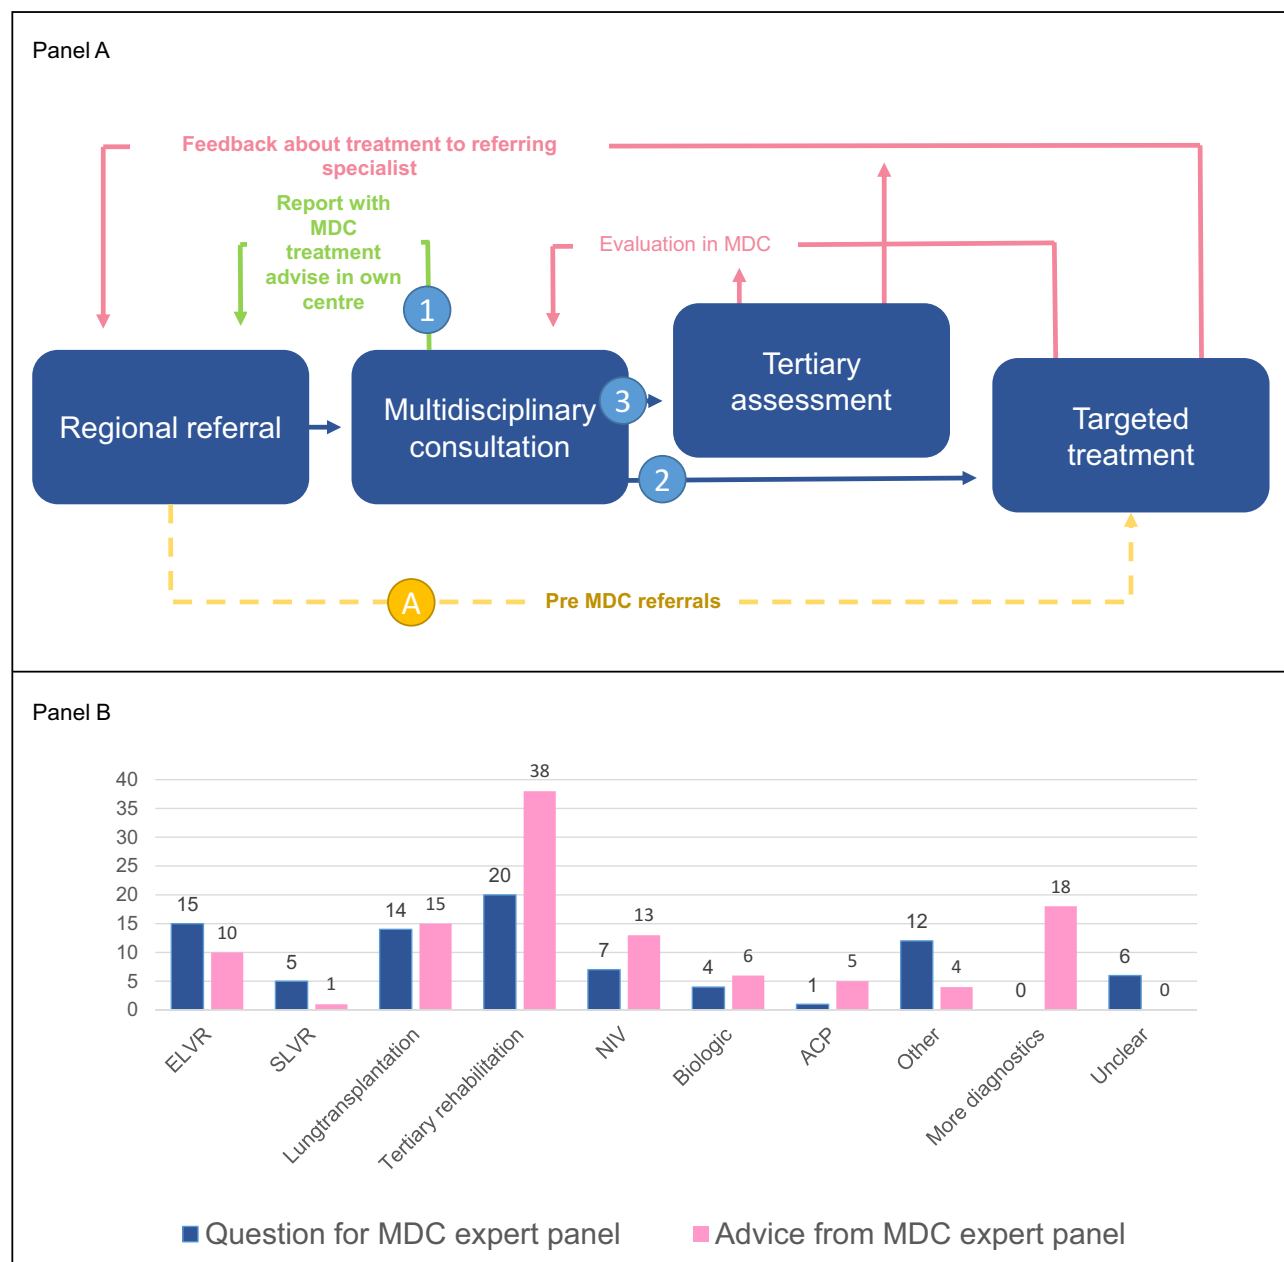 Panel A
Feedback about treatment to referring
specialist
Report with
MDC
treatment
advise in own
centre
Evaluation in MDC
1
Regional referral
Multidisciplinary
consultation
3
Tertiary
assessment
2
Targeted
treatment
A
Pre MDC referrals
Panel B
40
35
30
25
20
15
10
5
0
15
10
5
1
14
15
20
38
7
13
4
6
1
5
12
4
0
18
6
0
ELVR
SLVR
Lungtransplantation
Tertiary rehabilitation
NIV
Biologic
ACP
Other
More diagnostics
Unclear
Question for MDC expert panel
Advice from MDC expert panel